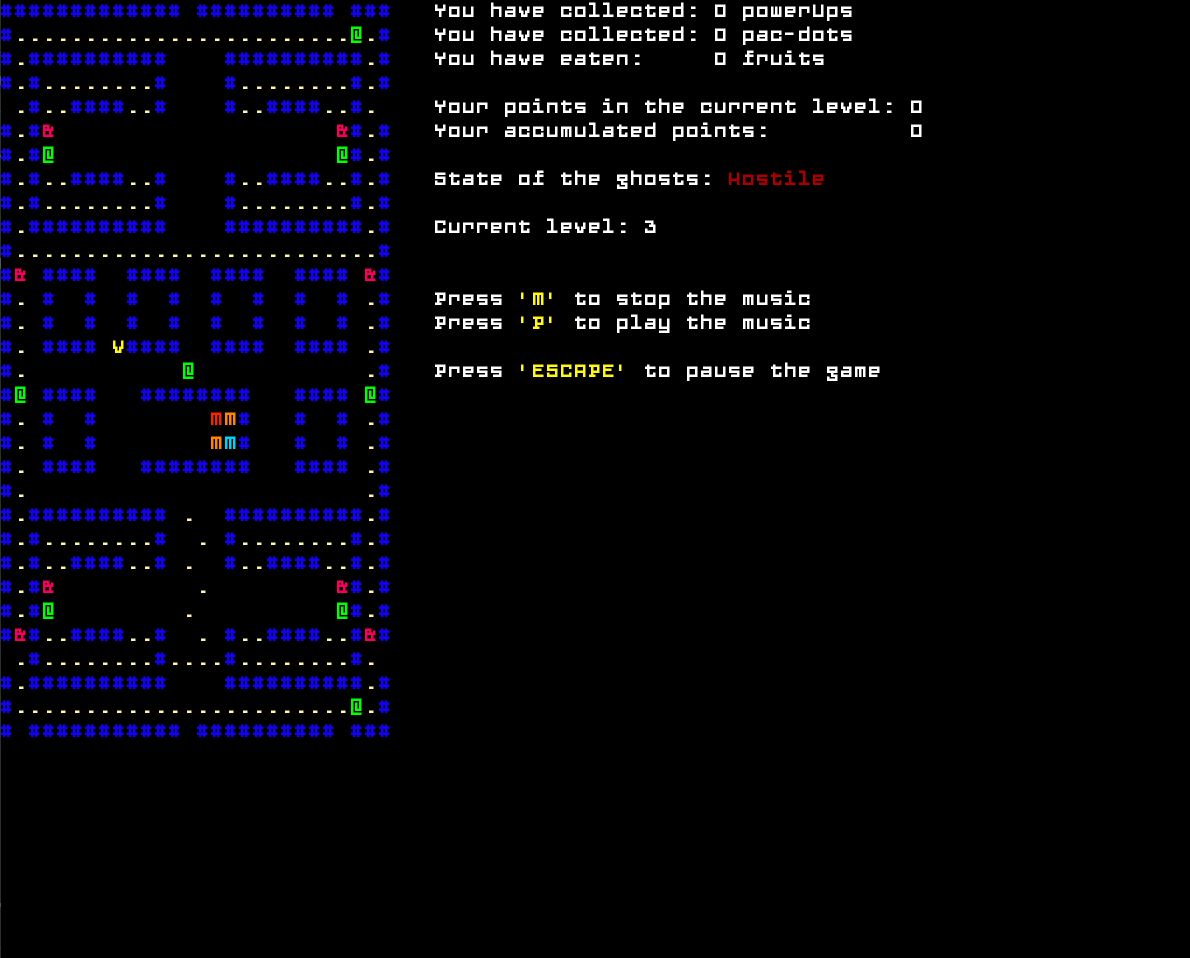 You have collected: 0 powerUps
You have collected: 0 pac-dots
You have eaten: 0 fruits
Your points in the current level: 0
Your accumulated points: 0
State of the ghosts: Hostile
Current level: 3
Press 'M' to stop the music
Press 'P' to play the music
Press 'ESCAPE' to pause the game